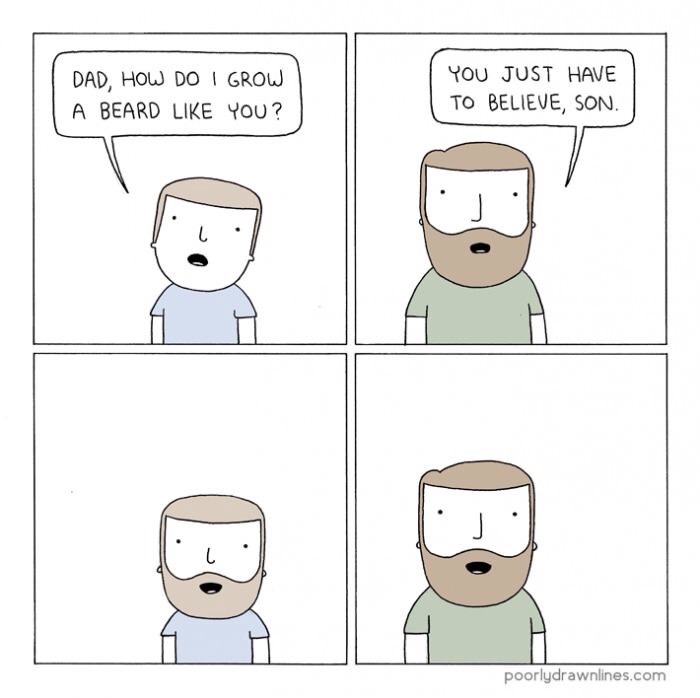 DAD, HOW DO I GROW
A BEARD LIKE YOU?
YOU JUST HAVE
TO BELIEVE, SON.
poorlydrawnlines.com